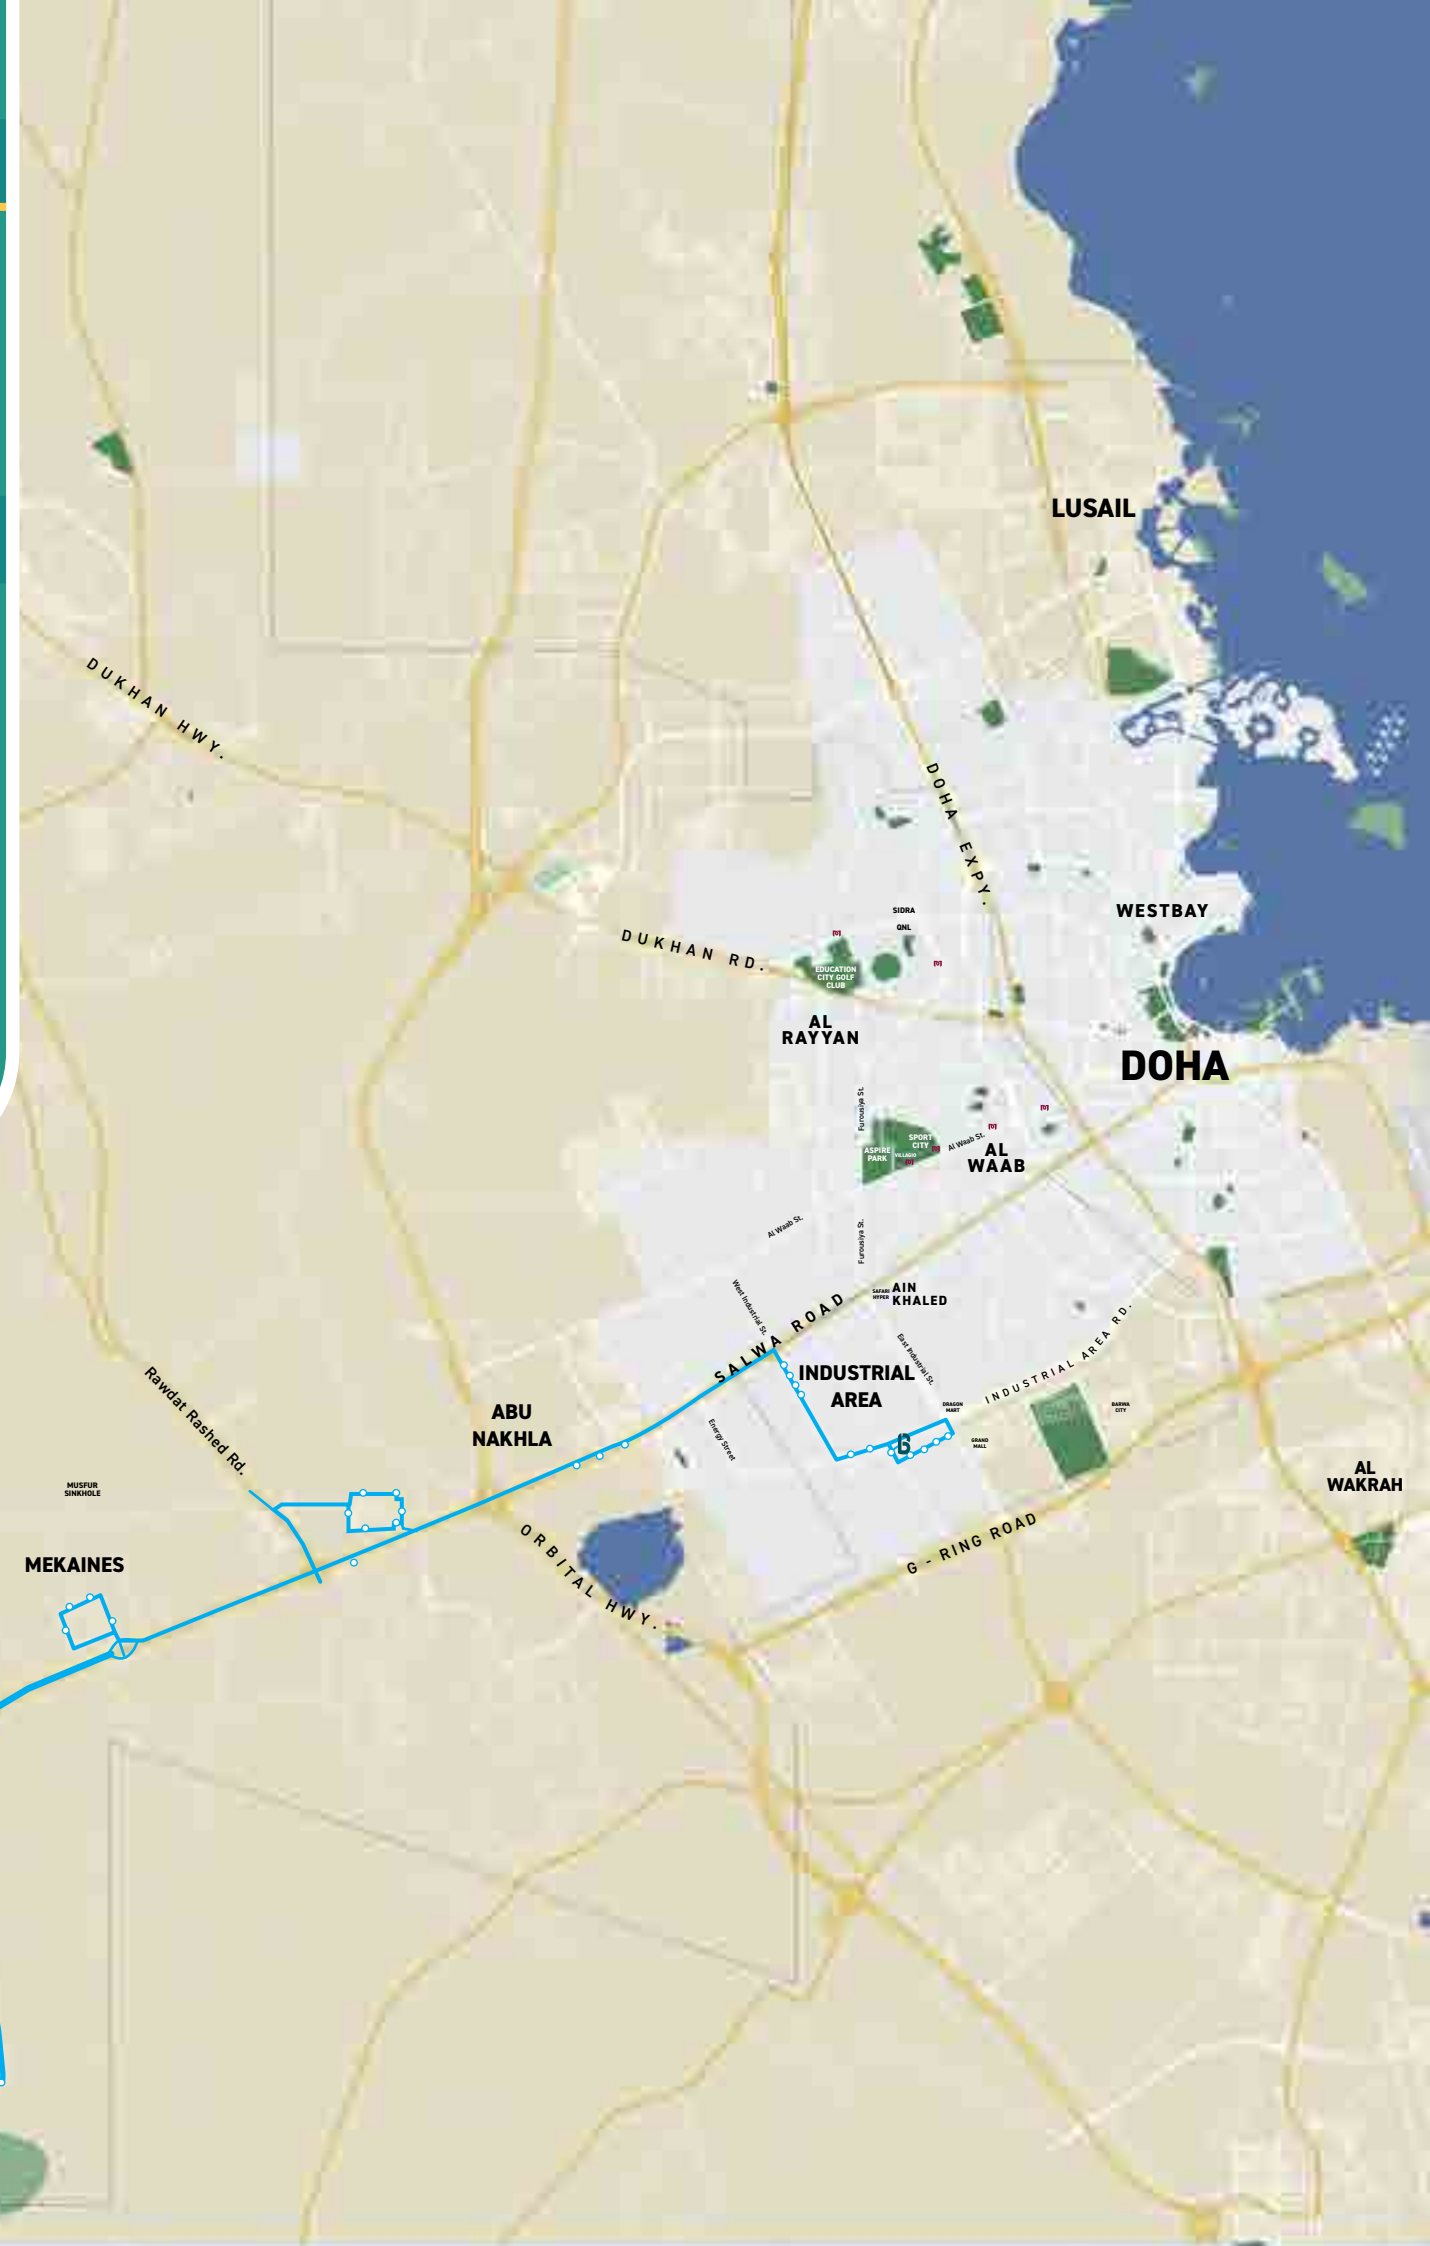 LUSAIL
DUKHAN HWY.
DOHA EXPY.
SIDRA
QNL
WESTBAY
DUKHAN RD.
EDUCATION
CITY GOLF
CLUB
AL
RAYYAN
DOHA
Furousiya St.
SPORT
CITY
ASPIRE
PARK
VILLAGIO
Al Waab St.
AL
WAAB
Al Waab St.
Furousiya St.
West Industrial St.
SALWA ROAD
SAFARI
HYPER
AIN
KHALED
East Industrial St.
INDUSTRIAL AREA RD.
INDUSTRIAL
AREA
Rawdat Rashed Rd.
ABU
NAKHLA
Energy Street
DRAGON
MART
BARWA
CITY
GRAND
MALL
MUSFUR
SINKHOLE
AL
WAKRAH
MEKAINES
ORBITAL HWY.
G - RING ROAD